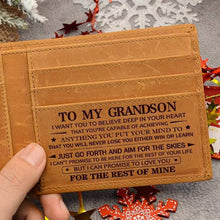 TO MY GRANDSON
I WANT YOU TO BELIEVE DEEP IN YOUR HEART
THAT YOU'RE CAPABLE OF ACHIEVING
ANYTHING YOU PUT YOUR MIND TO
THAT YOU WILL NEVER LOSE YOU EITHER WIN OR LEARN
JUST GO FORTH AND AIM FOR THE SKIES
I CAN'T PROMISE TO BE HERE FOR THE REST OF YOUR LIFE
BUT I CAN PROMISE TO LOVE YOU
FOR THE REST OF MINE